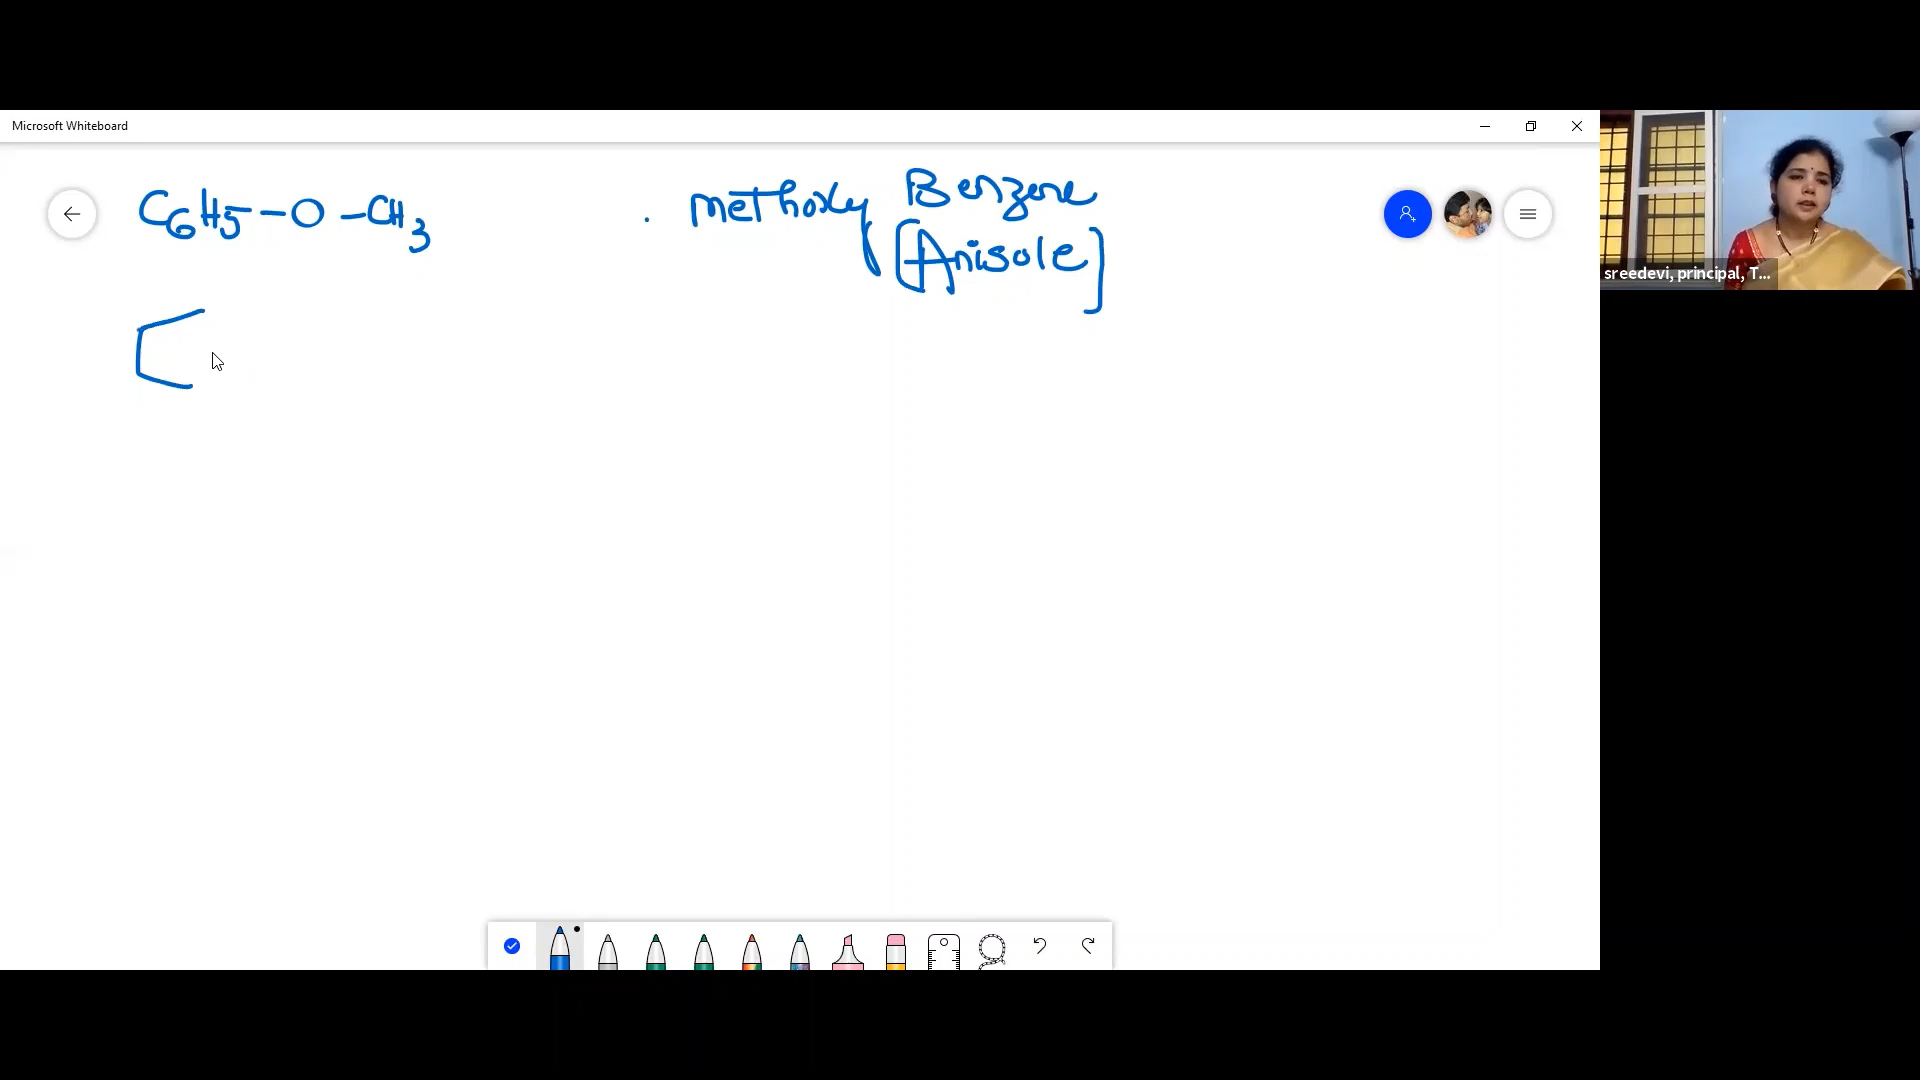 Microsoft Whiteboard
C6H5-O-CH3 . methoxy Benzene
[Anisole]
sreedevi, principal, T...